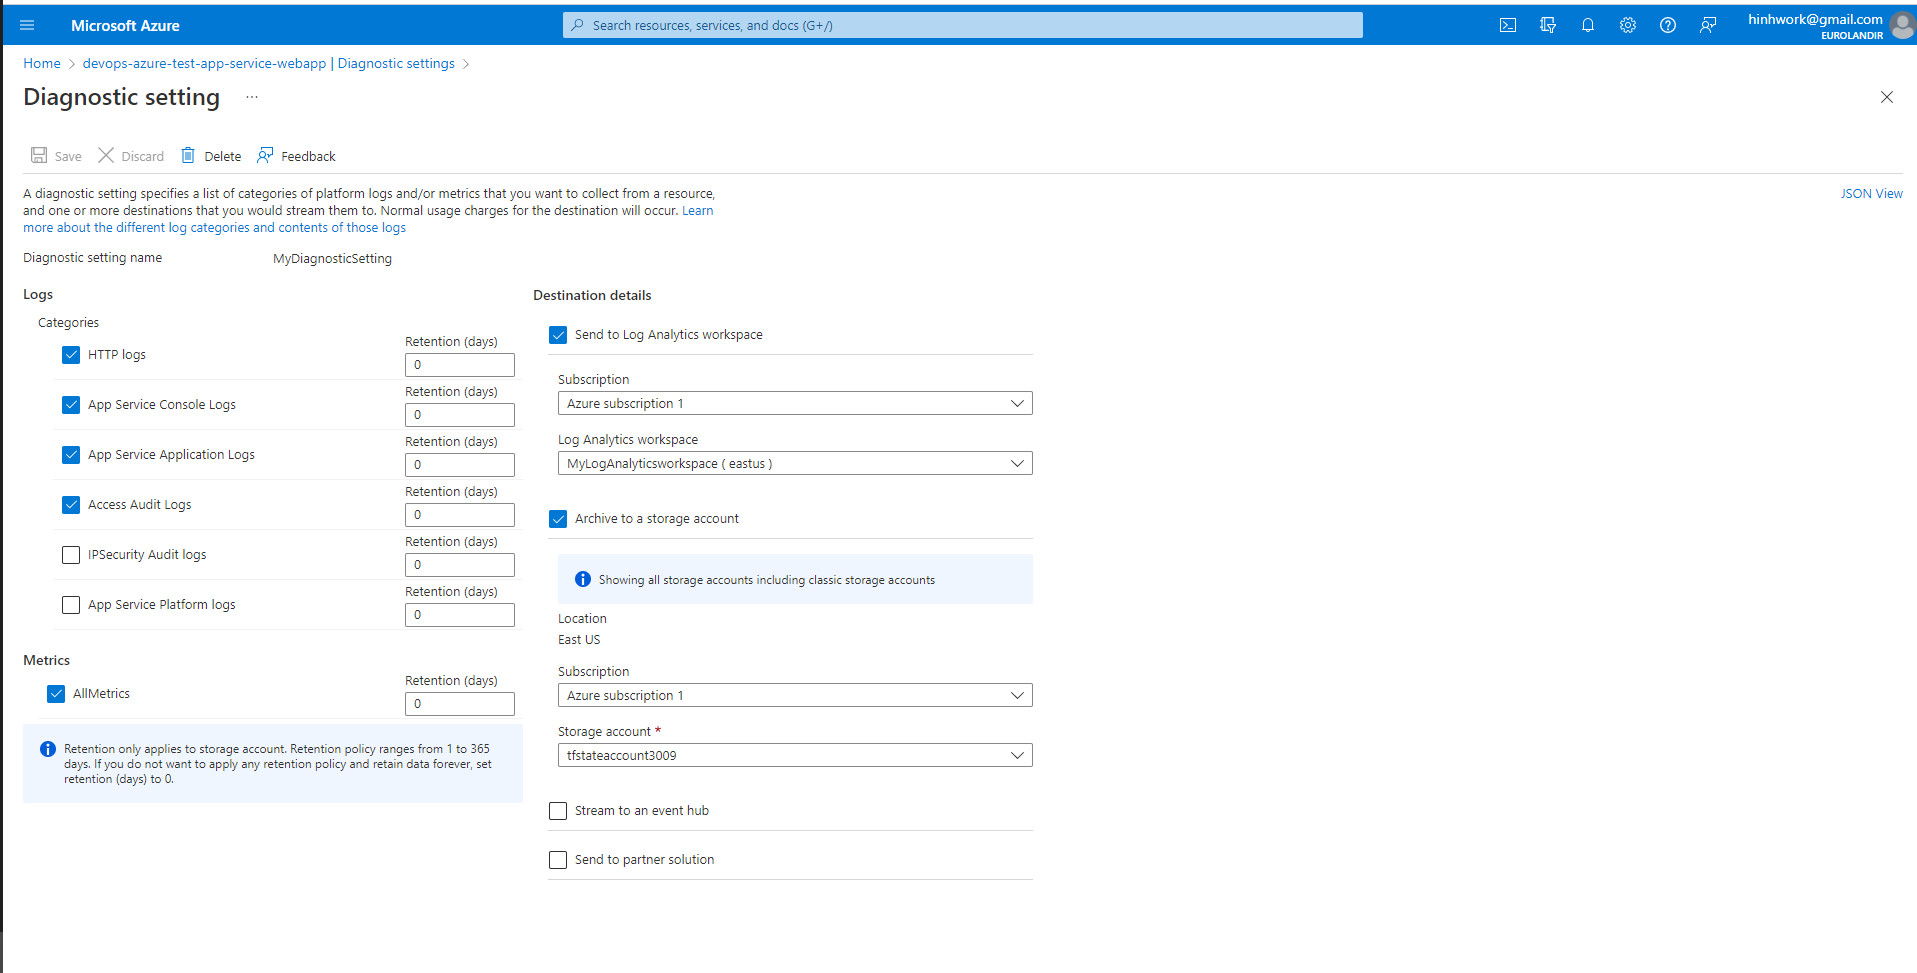 Microsoft Azure
Search resources, services, and docs (G+/)
hinhwork@gmail.com
EUROLANDIR
Home > devops-azure-test-app-service-webapp | Diagnostic settings >
Diagnostic setting ...
Save
Discard
Delete
Feedback
A diagnostic setting specifies a list of categories of platform logs and/or metrics that you want to collect from a resource,
and one or more destinations that you would stream them to. Normal usage charges for the destination will occur. Learn
more about the different log categories and contents of those logs
JSON View
Diagnostic setting name
MyDiagnosticSetting
Logs
Categories
HTTP logs
Retention (days)
0
App Service Console Logs
Retention (days)
0
App Service Application Logs
Retention (days)
0
Access Audit Logs
Retention (days)
0
IPSecurity Audit logs
Retention (days)
0
App Service Platform logs
Retention (days)
0
Metrics
AllMetrics
Retention (days)
0
Retention only applies to storage account. Retention policy ranges from 1 to 365
days. If you do not want to apply any retention policy and retain data forever, set
retention (days) to 0.
Destination details
Send to Log Analytics workspace
Subscription
Azure subscription 1
Log Analytics workspace
MyLogAnalyticsworkspace ( eastus )
Archive to a storage account
Showing all storage accounts including classic storage accounts
Location
East US
Subscription
Azure subscription 1
Storage account *
tfstateaccount3009
Stream to an event hub
Send to partner solution